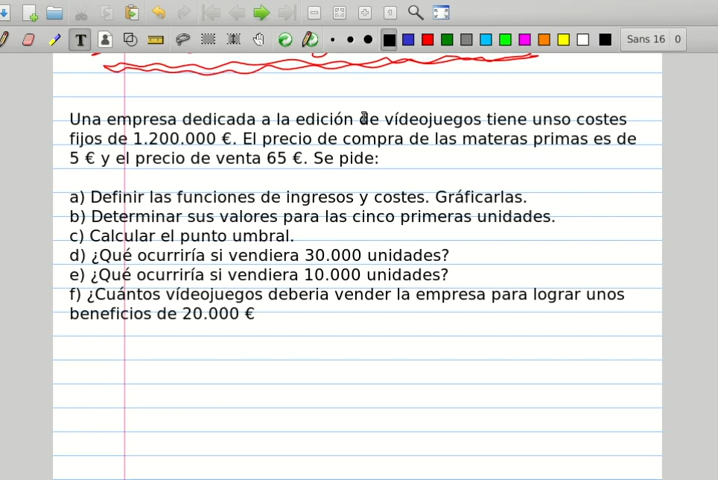 Sans 16 0
Una empresa dedicada a la edición de vídeojuegos tiene unso costes
fijos de 1.200.000 €. El precio de compra de las materas primas es de
5 € y el precio de venta 65 €. Se pide:
a) Definir las funciones de ingresos y costes. Gráficarlas.
b) Determinar sus valores para las cinco primeras unidades.
c) Calcular el punto umbral.
d) ¿Qué ocurriría si vendiera 30.000 unidades?
e) ¿Qué ocurriría si vendiera 10.000 unidades?
f) ¿Cuántos vídeojuegos deberia vender la empresa para lograr unos
beneficios de 20.000 €